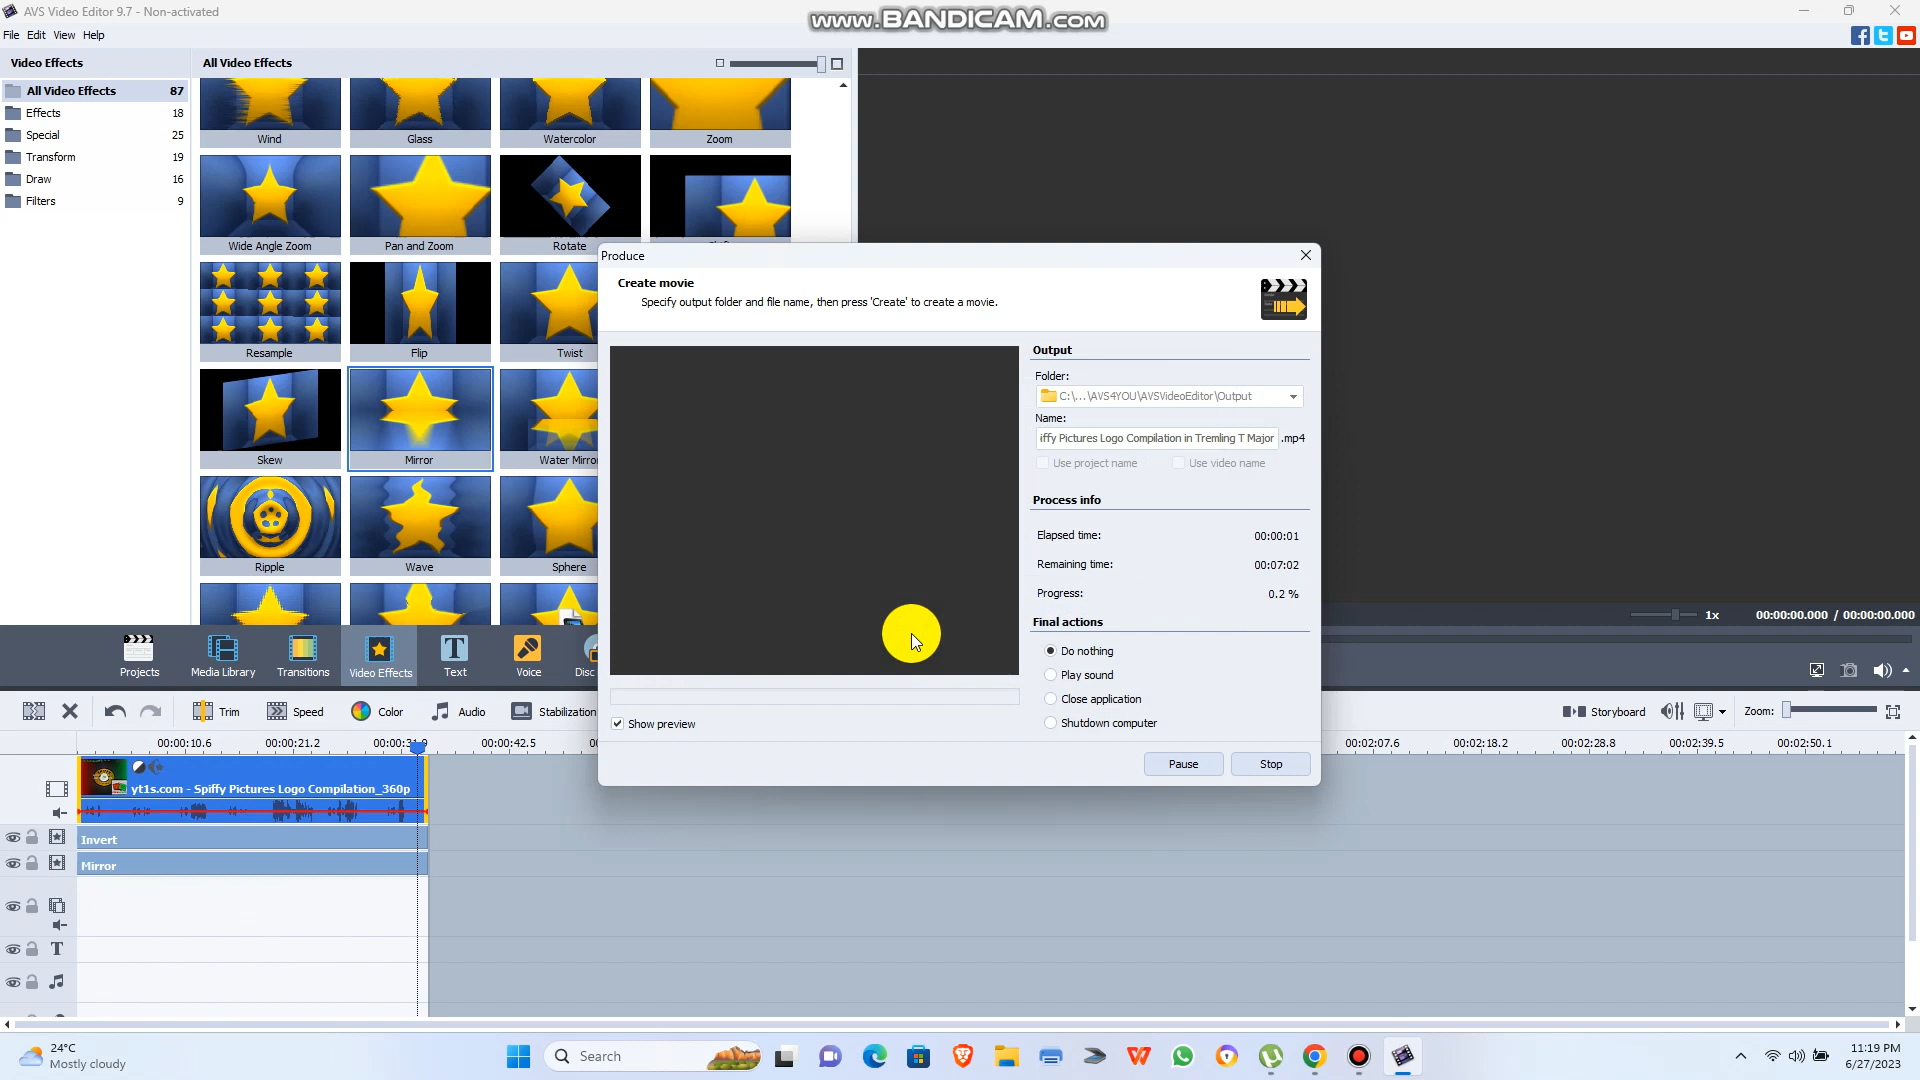 AVS Video Editor 9.7 - Non-activated
www.BANDICAM.com
File Edit View Help
Video Effects
All Video Effects
All Video Effects 87
Effects 18
Special 25
Transform 19
Draw 16
Filters 9
Wind
Glass
Watercolor
Zoom
Wide Angle Zoom
Pan and Zoom
Rotate
Resample
Flip
Twist
Skew
Mirror
Water Mirro
Ripple
Wave
Sphere
Produce
Create movie
Specify output folder and file name, then press 'Create' to create a movie.
Output
Folder:
C:\...\AVS4YOU\AVSVideoEditor\Output
Name:
iffy Pictures Logo Compilation in Tremling T Major .mp4
Use project name
Use video name
Process info
Elapsed time: 00:00:01
Remaining time: 00:07:02
Progress: 0.2 %
Final actions
Do nothing
Play sound
Close application
Shutdown computer
Show preview
Pause
Stop
1x
00:00:00.000 / 00:00:00.000
Projects
Media Library
Transitions
Video Effects
Text
Voice
Disc
Trim
Speed
Color
Audio
Stabilization
Storyboard
Zoom:
00:00:10.6
00:00:21.2
00:00:31.9
00:00:42.5
00:02:07.6
00:02:18.2
00:02:28.8
00:02:39.5
00:02:50.1
yt1s.com - Spiffy Pictures Logo Compilation_360p
Invert
Mirror
24°C
Mostly cloudy
Search
11:19 PM
6/27/2023